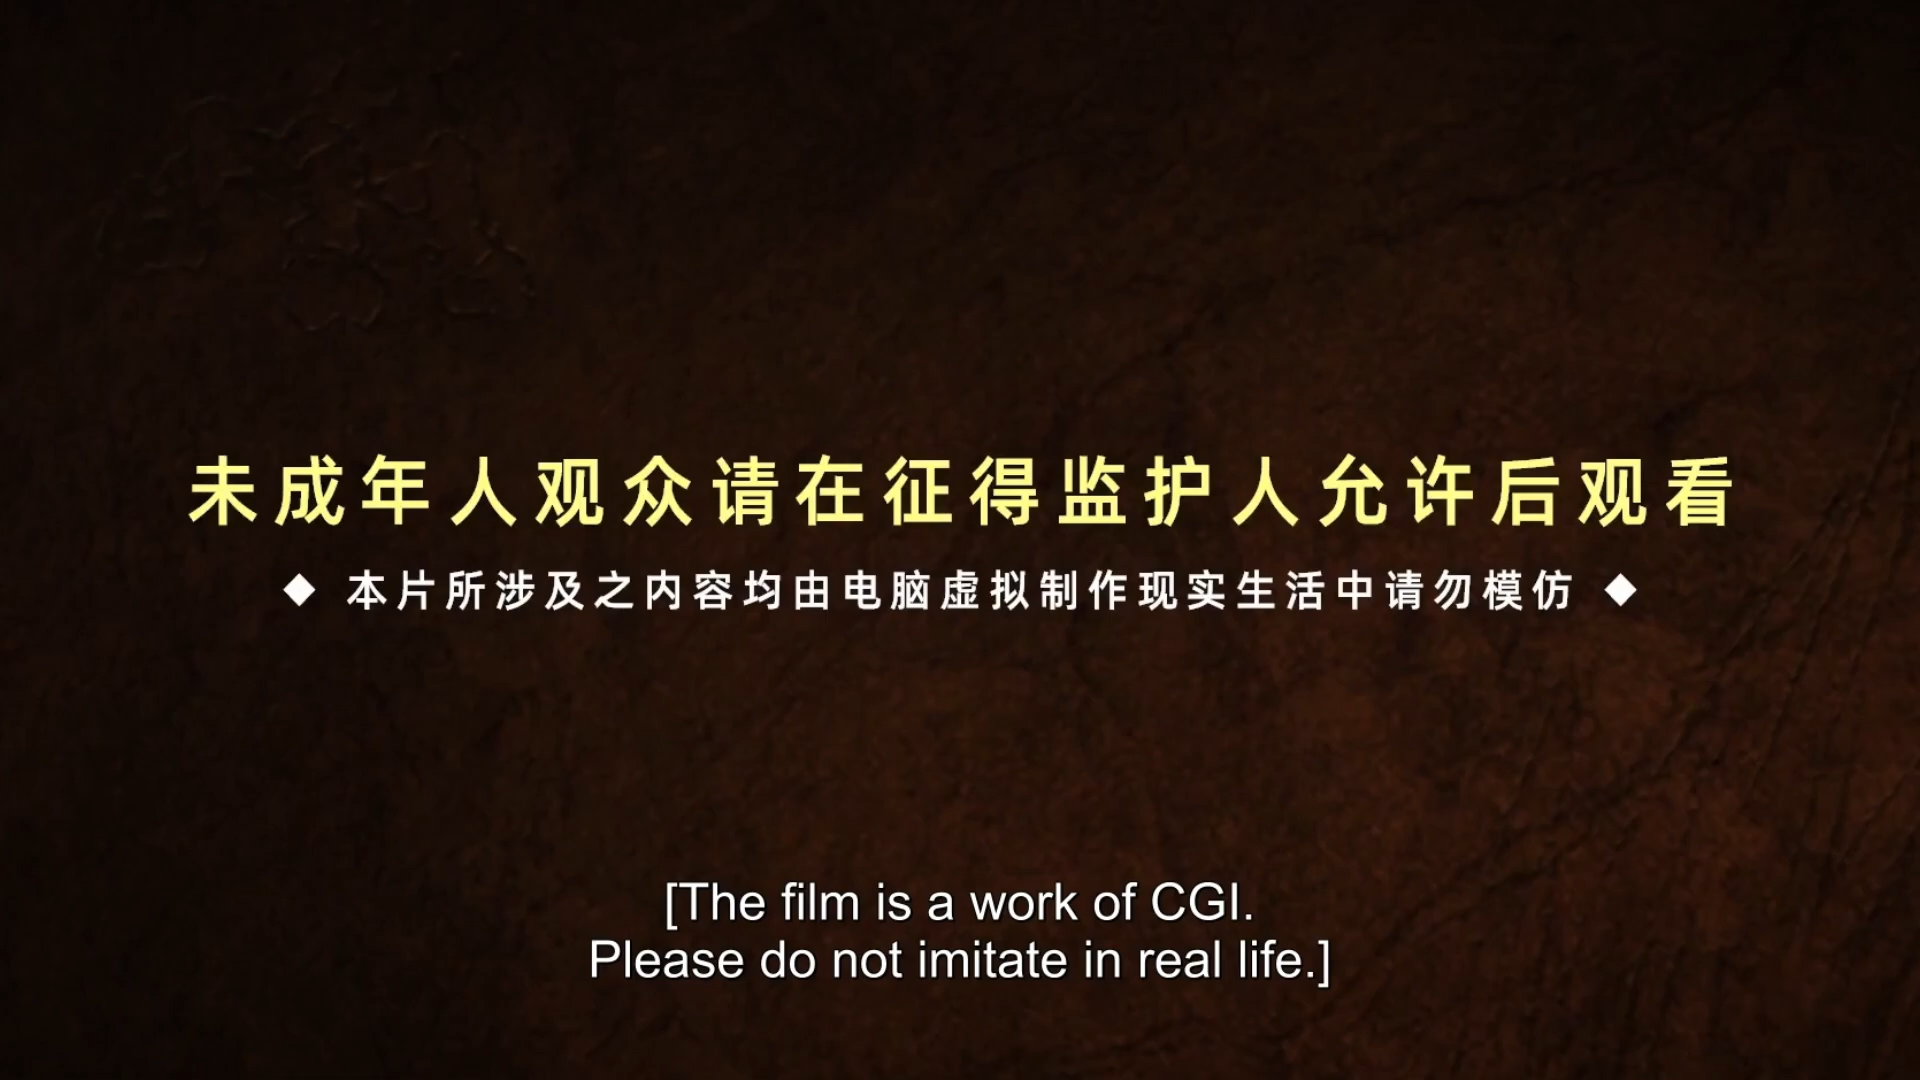 未成年人观众请在征得监护人允许后观看
◆ 本片所涉及之内容均由电脑虚拟制作现实生活中请勿模仿 ◆
[The film is a work of CGI.
Please do not imitate in real life.]